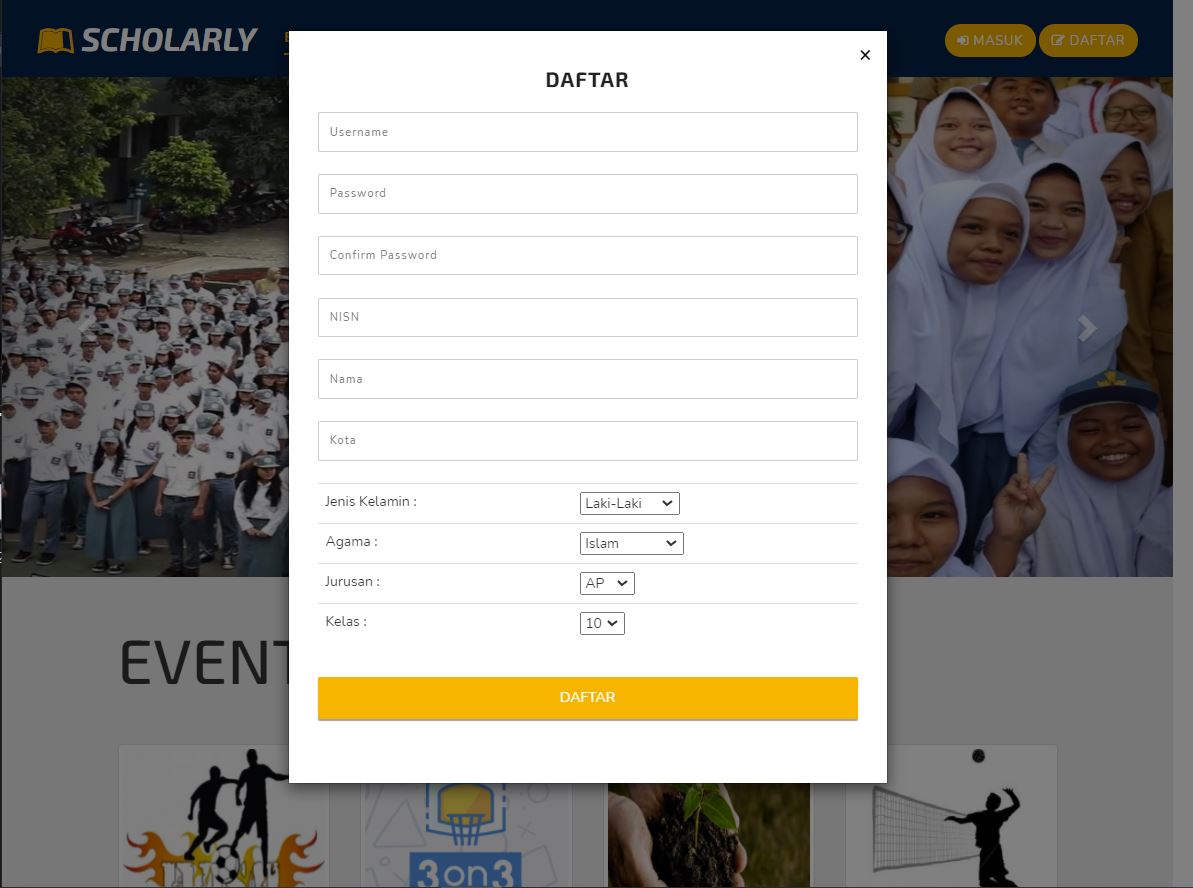 SCHOLARLY
MASUK
DAFTAR
DAFTAR
Username
Password
Confirm Password
NISN
Nama
Kota
Jenis Kelamin :
Laki-Laki
Agama :
Islam
Jurusan :
AP
Kelas :
10
DAFTAR
EVENT
3on3